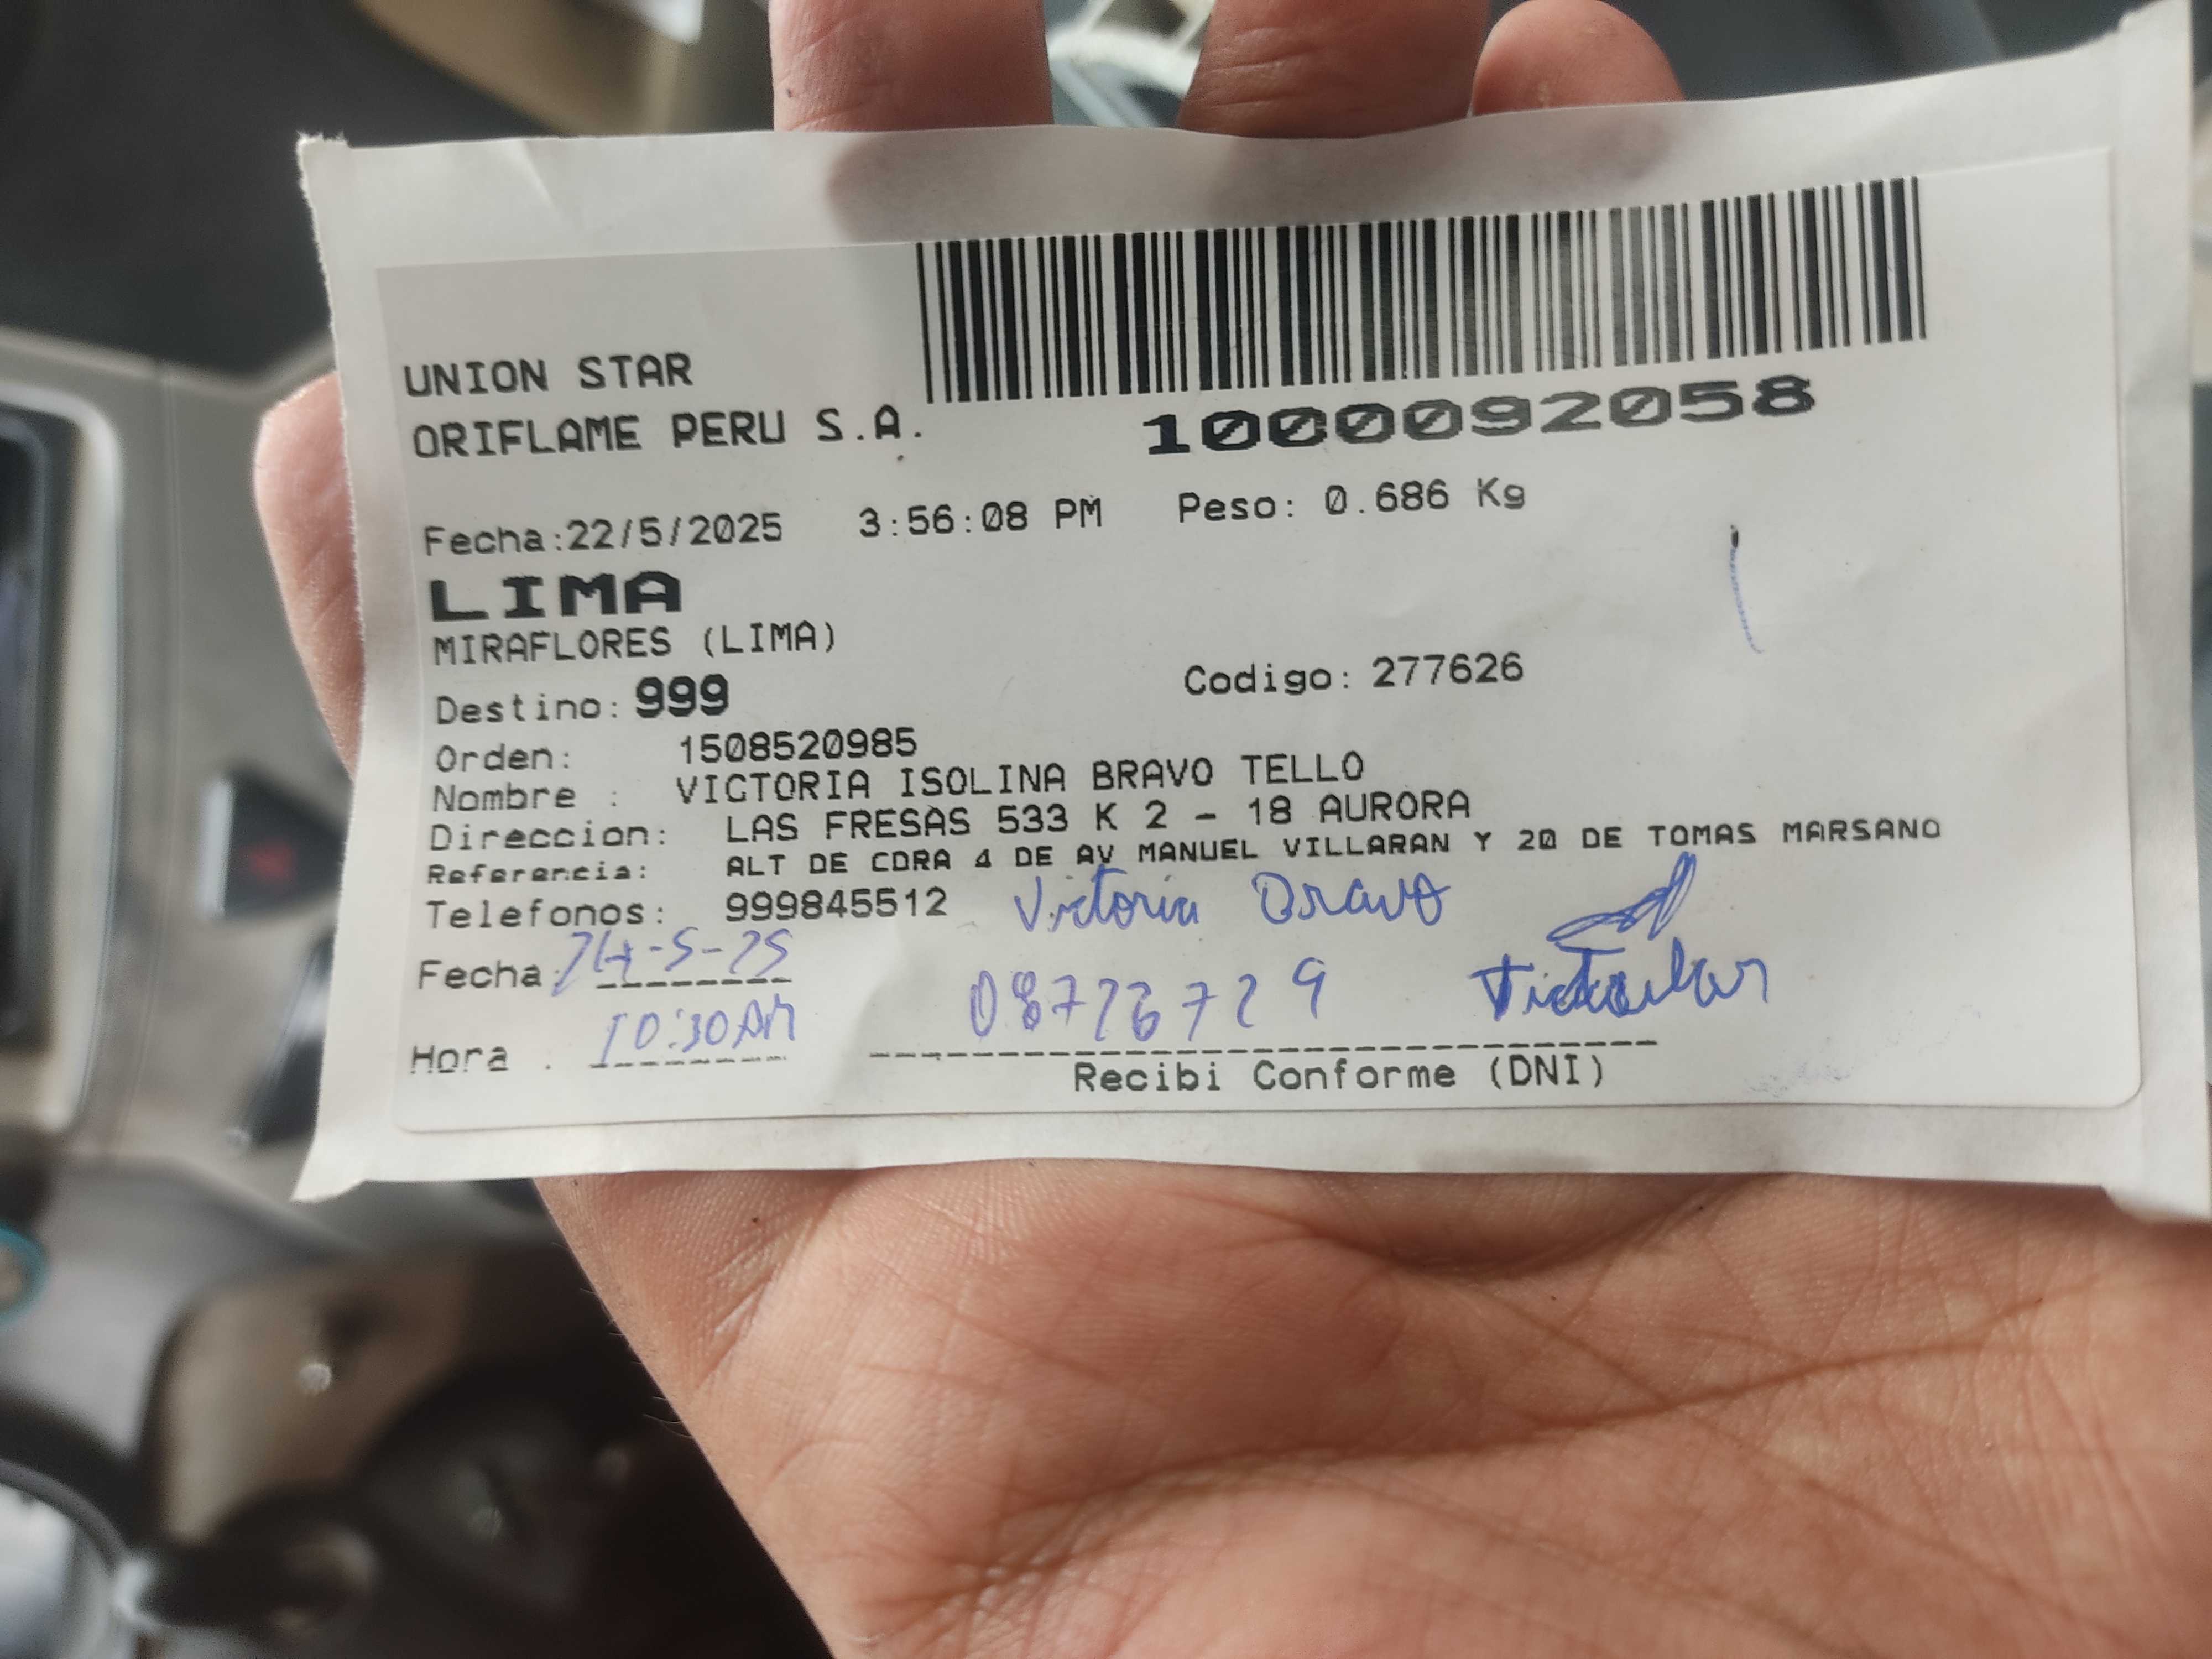 UNION STAR
ORIFLAME PERU S.A.
1000092058
Fecha:22/5/2025 3:56:08 PM Peso: 0.686 Kg
LIMA
MIRAFLORES (LIMA)
Destino: 999 Codigo: 277626
Orden: 1508520985
Nombre : VICTORIA ISOLINA BRAVO TELLO
Direccion: LAS FRESAS 533 K 2 - 18 AURORA
Referencia: ALT DE CDRA 4 DE AV MANUEL VILLARAN Y 20 DE TOMAS MARSANO
Telefonos: 999845512 Victoria Bravo
Fecha: 24-5-25
Hora . 10:30 AM
Recibi Conforme (DNI)